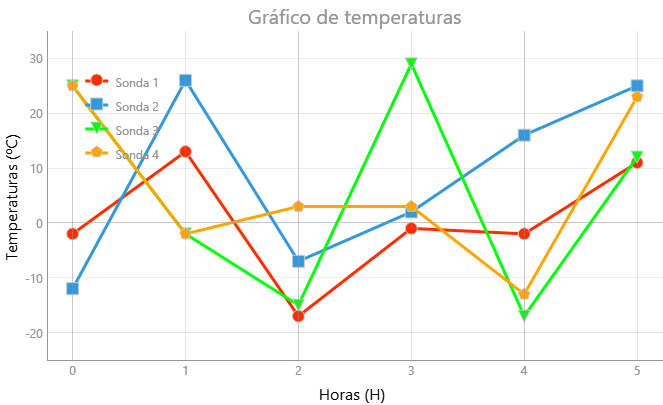 Gráfico de temperaturas
Temperaturas (ºC)
30
20
10
0
-10
-20
Sonda 1
Sonda 2
Sonda 3
Sonda 4
0 1 2 3 4 5
Horas (H)